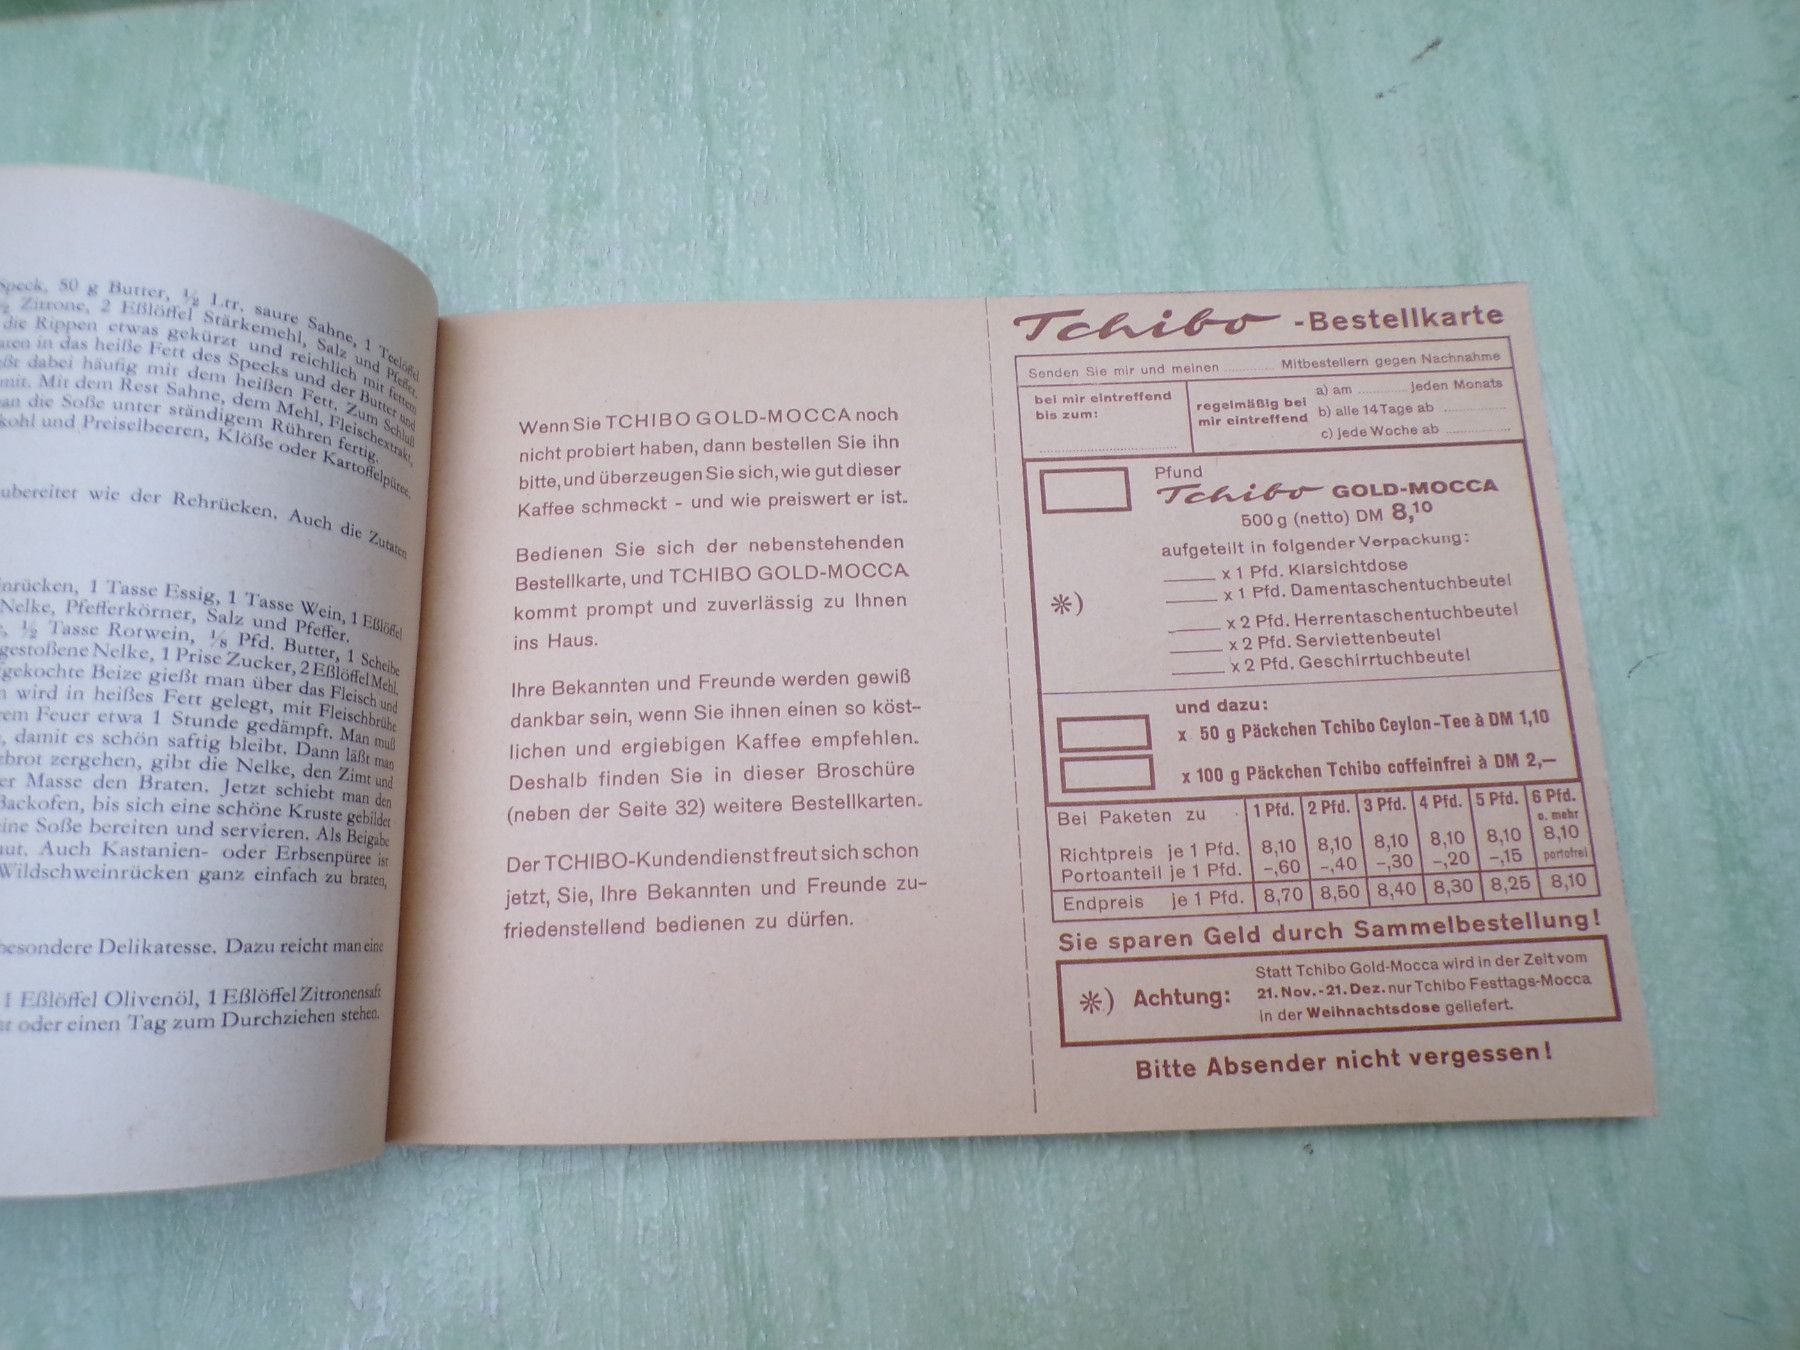 Speck, 50 g Butter, ½ Ltr. saure Sahne, 1 Teelöffel
½ Zitrone, 2 Eßlöffel Stärkemehl, Salz und Pfeffer.
die Rippen etwas gekürzt und reichlich mit fettem
in das heiße Fett des Specks und der Butter und
dabei häufig mit dem heißen Fett. Zum Schluß
mit. Mit dem Rest Sahne, dem Mehl, Fleischextrakt,
die Soße unter ständigem Rühren fertig.
und Preiselbeeren, Klöße oder Kartoffelpüree.
wie der Rehrücken. Auch die Zutaten
1 Tasse Essig, 1 Tasse Wein, 1 Eßlöffel
Nelke, Pfefferkörner, Salz und Pfeffer.
½ Tasse Rotwein, ⅛ Pfd. Butter, 1 Scheibe
gestoßene Nelke, 1 Prise Zucker, 2 Eßlöffel Mehl.
Beize gießt man über das Fleisch und
wird in heißes Fett gelegt, mit Fleischbrühe
Feuer etwa 1 Stunde gedämpft. Man muß
damit es schön saftig bleibt. Dann läßt man
zergehen, gibt die Nelke, den Zimt und
Masse den Braten. Jetzt schiebt man den
Backofen, bis sich eine schöne Kruste gebildet
Soße bereiten und servieren. Als Beigabe
Auch Kastanien- oder Erbsenpüree ist
Wildschweinrücken ganz einfach zu braten,
besondere Delikatesse. Dazu reicht man eine
1 Eßlöffel Olivenöl, 1 Eßlöffel Zitronensaft
oder einen Tag zum Durchziehen stehen.
Wenn Sie TCHIBO GOLD-MOCCA noch
nicht probiert haben, dann bestellen Sie ihn
bitte, und überzeugen Sie sich, wie gut dieser
Kaffee schmeckt - und wie preiswert er ist.
Bedienen Sie sich der nebenstehenden
Bestellkarte, und TCHIBO GOLD-MOCCA
kommt prompt und zuverlässig zu Ihnen
ins Haus.
Ihre Bekannten und Freunde werden gewiß
dankbar sein, wenn Sie ihnen einen so köst-
lichen und ergiebigen Kaffee empfehlen.
Deshalb finden Sie in dieser Broschüre
(neben der Seite 32) weitere Bestellkarten.
Der TCHIBO-Kundendienst freut sich schon
jetzt, Sie, Ihre Bekannten und Freunde zu-
friedenstellend bedienen zu dürfen.
Tchibo -Bestellkarte
Senden Sie mir und meinen ............ Mitbestellern gegen Nachnahme
bei mir eintreffend
bis zum:
regelmäßig bei
mir eintreffend
a) am ............ jeden Monats
b) alle 14 Tage ab ............
c) jede Woche ab ............
Pfund
Tchibo GOLD-MOCCA
500 g (netto) DM 8,10
aufgeteilt in folgender Verpackung:
_____ x 1 Pfd. Klarsichtdose
_____ x 1 Pfd. Damentaschentuchbeutel
*)
_____ x 2 Pfd. Herrentaschentuchbeutel
_____ x 2 Pfd. Serviettenbeutel
_____ x 2 Pfd. Geschirrtuchbeutel
und dazu:
x 50 g Päckchen Tchibo Ceylon-Tee à DM 1,10
x 100 g Päckchen Tchibo coffeinfrei à DM 2,—
Bei Paketen zu 1 Pfd. 2 Pfd. 3 Pfd. 4 Pfd. 5 Pfd. 6 Pfd. o. mehr
Richtpreis je 1 Pfd. 8,10 8,10 8,10 8,10 8,10 8,10
Portoanteil je 1 Pfd. -,60 -,40 -,30 -,20 -,15 portofrei
Endpreis je 1 Pfd. 8,70 8,50 8,40 8,30 8,25 8,10
Sie sparen Geld durch Sammelbestellung!
*) Achtung:
Statt Tchibo Gold-Mocca wird in der Zeit vom
21. Nov.-21. Dez. nur Tchibo Festtags-Mocca
in der Weihnachtsdose geliefert.
Bitte Absender nicht vergessen!